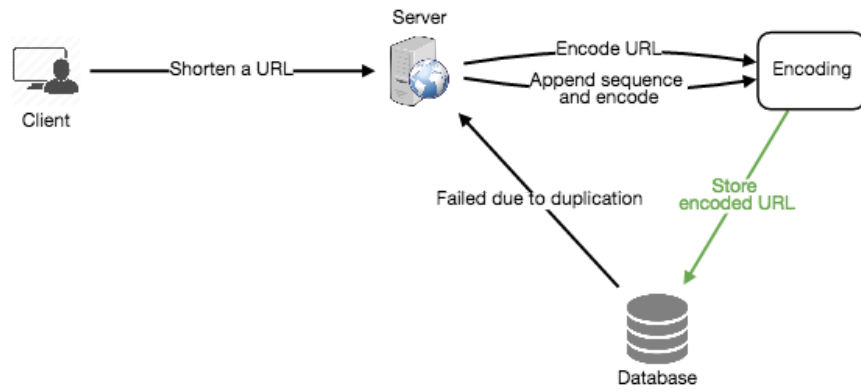 Server
Encode URL
Shorten a URL
Append sequence
and encode
Encoding
Client
Failed due to duplication
Store
encoded URL
Database